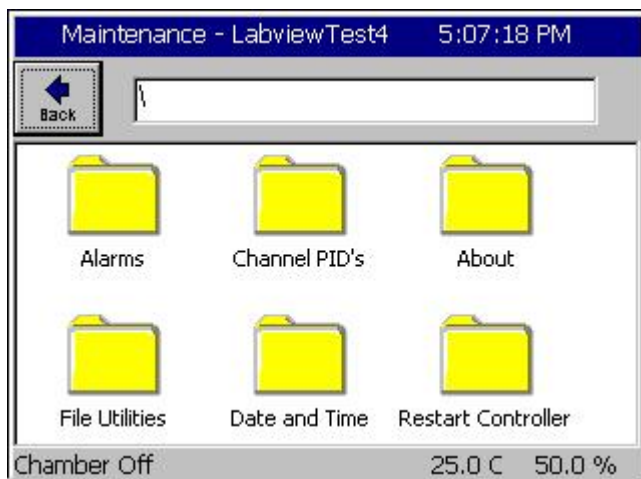 Maintenance - LabviewTest4 5:07:18 PM
Back
\
Alarms Channel PID's About
File Utilities Date and Time Restart Controller
Chamber Off 25.0 C 50.0 %